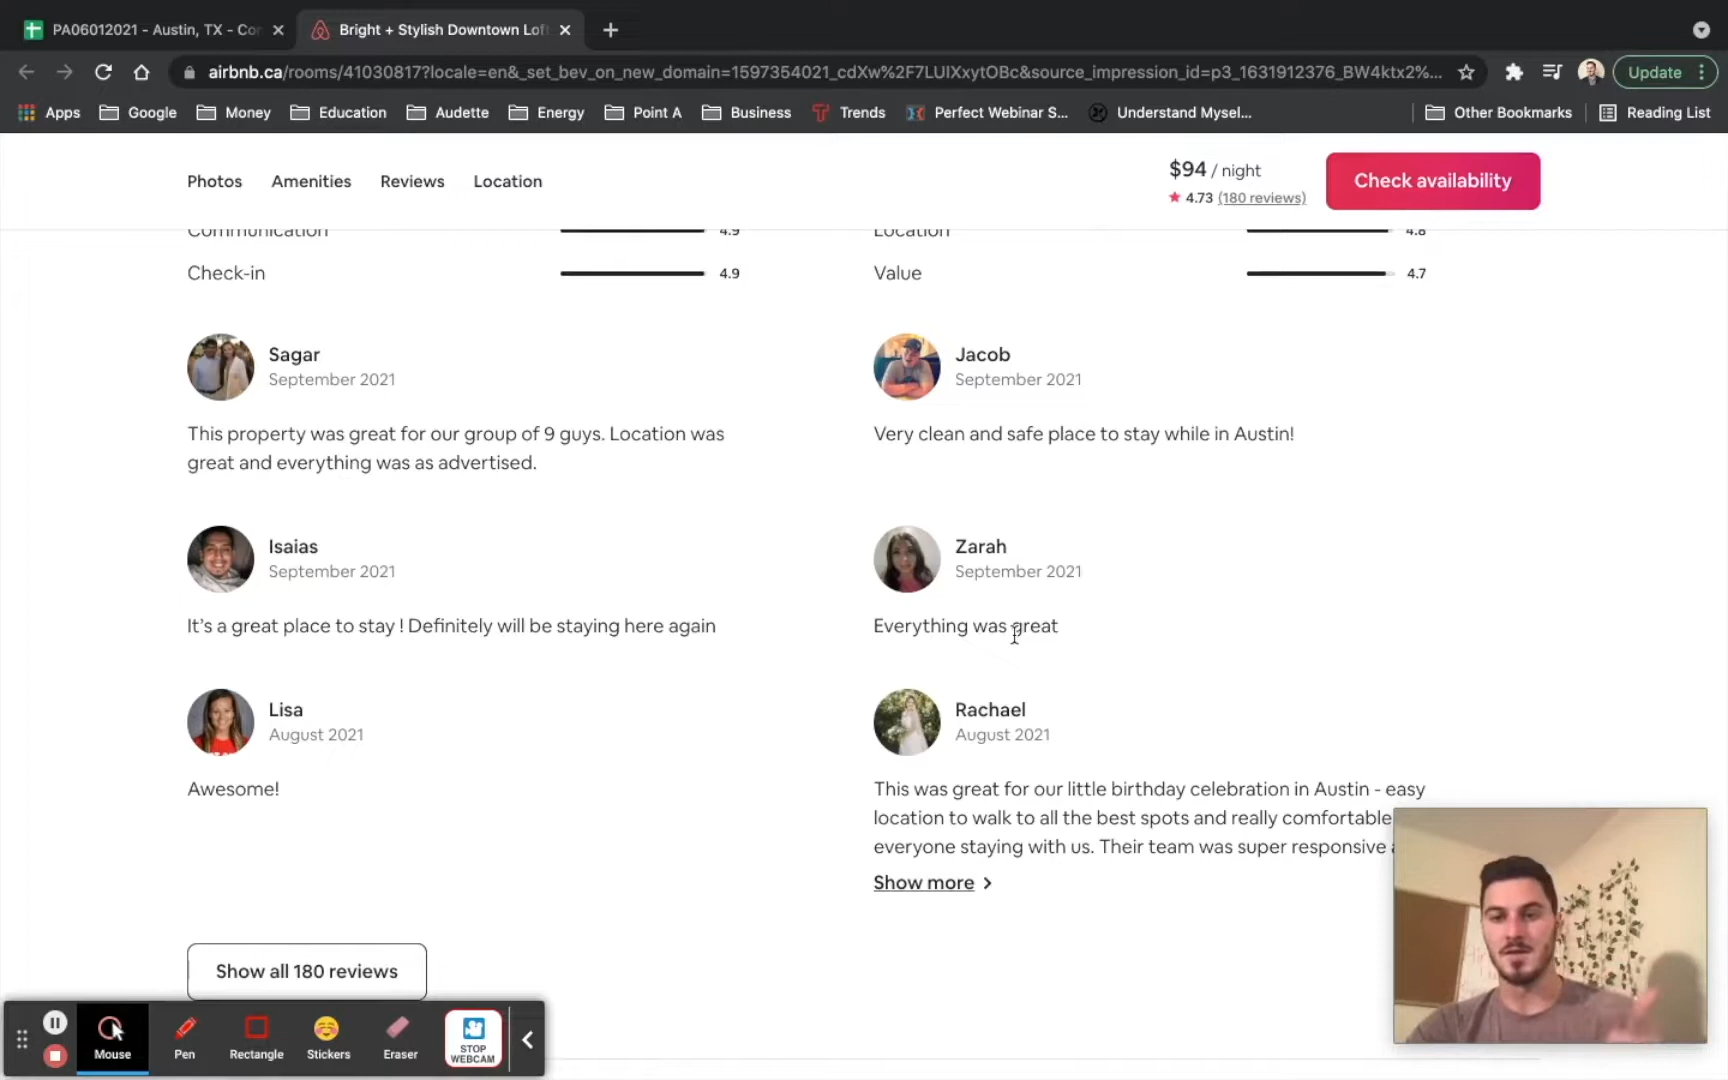 PA06012021 - Austin, TX - Co
Bright + Stylish Downtown Lof
airbnb.ca/rooms/41030817?locale=en&_set_bev_on_new_domain=1597354021_cdXw%2F7LUIXxytOBc&source_impression_id=p3_1631912376_BW4ktx2%...
Update
Apps Google Money Education Audette Energy Point A Business Trends Perfect Webinar S... Understand Mysel... Other Bookmarks Reading List
Photos Amenities Reviews Location
$94 / night
4.73 (180 reviews)
Check availability
Communication 4.9 Location 4.8
Check-in 4.9 Value 4.7
Sagar
September 2021
This property was great for our group of 9 guys. Location was
great and everything was as advertised.
Jacob
September 2021
Very clean and safe place to stay while in Austin!
Isaias
September 2021
It's a great place to stay ! Definitely will be staying here again
Zarah
September 2021
Everything was great
Lisa
August 2021
Awesome!
Rachael
August 2021
This was great for our little birthday celebration in Austin - easy
location to walk to all the best spots and really comfortable
everyone staying with us. Their team was super responsive
Show more
Show all 180 reviews
Mouse Pen Rectangle Stickers Eraser
STOP
WEBCAM